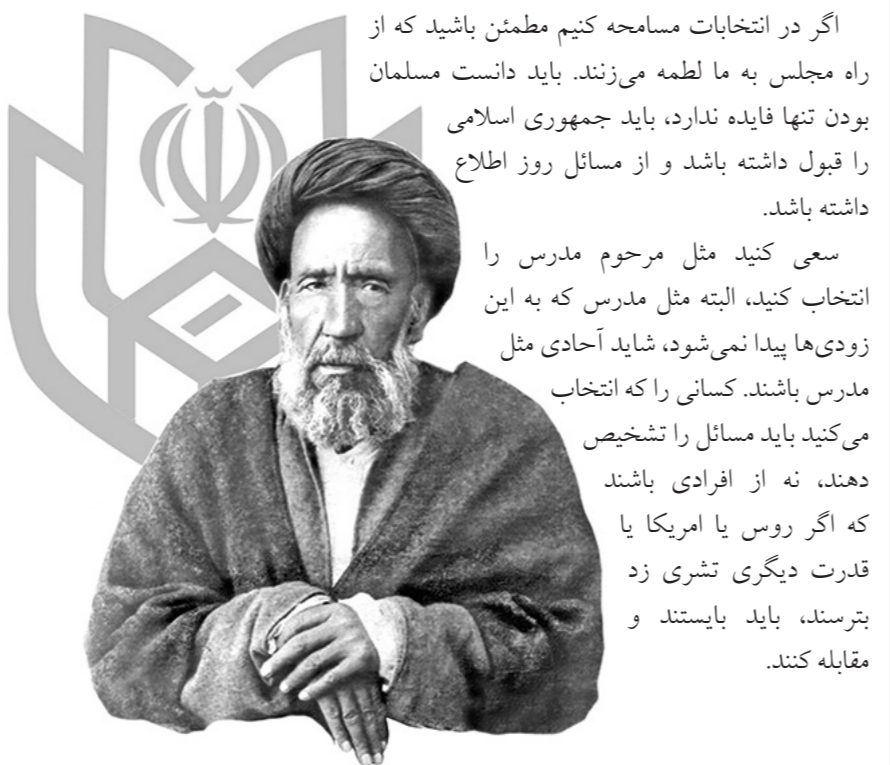 اگر در انتخابات مسامحه کنیم مطمئن باشید که از
راه مجلس به ما لطمه می‌زنند. باید دانست مسلمان
بودن تنها فایده ندارد، باید جمهوری اسلامی
را قبول داشته باشد و از مسائل روز اطلاع
داشته باشد.
سعی کنید مثل مرحوم مدرس را
انتخاب کنید، البته مثل مدرس که به این
زودی‌ها پیدا نمی‌شود، شاید آحادی مثل
مدرس باشند. کسانی را که انتخاب
می‌کنید باید مسائل را تشخیص
دهند، نه از افرادی باشند
که اگر روس یا امریکا یا
قدرت دیگری تشری زد
بترسند، باید بایستند و
مقابله کنند.